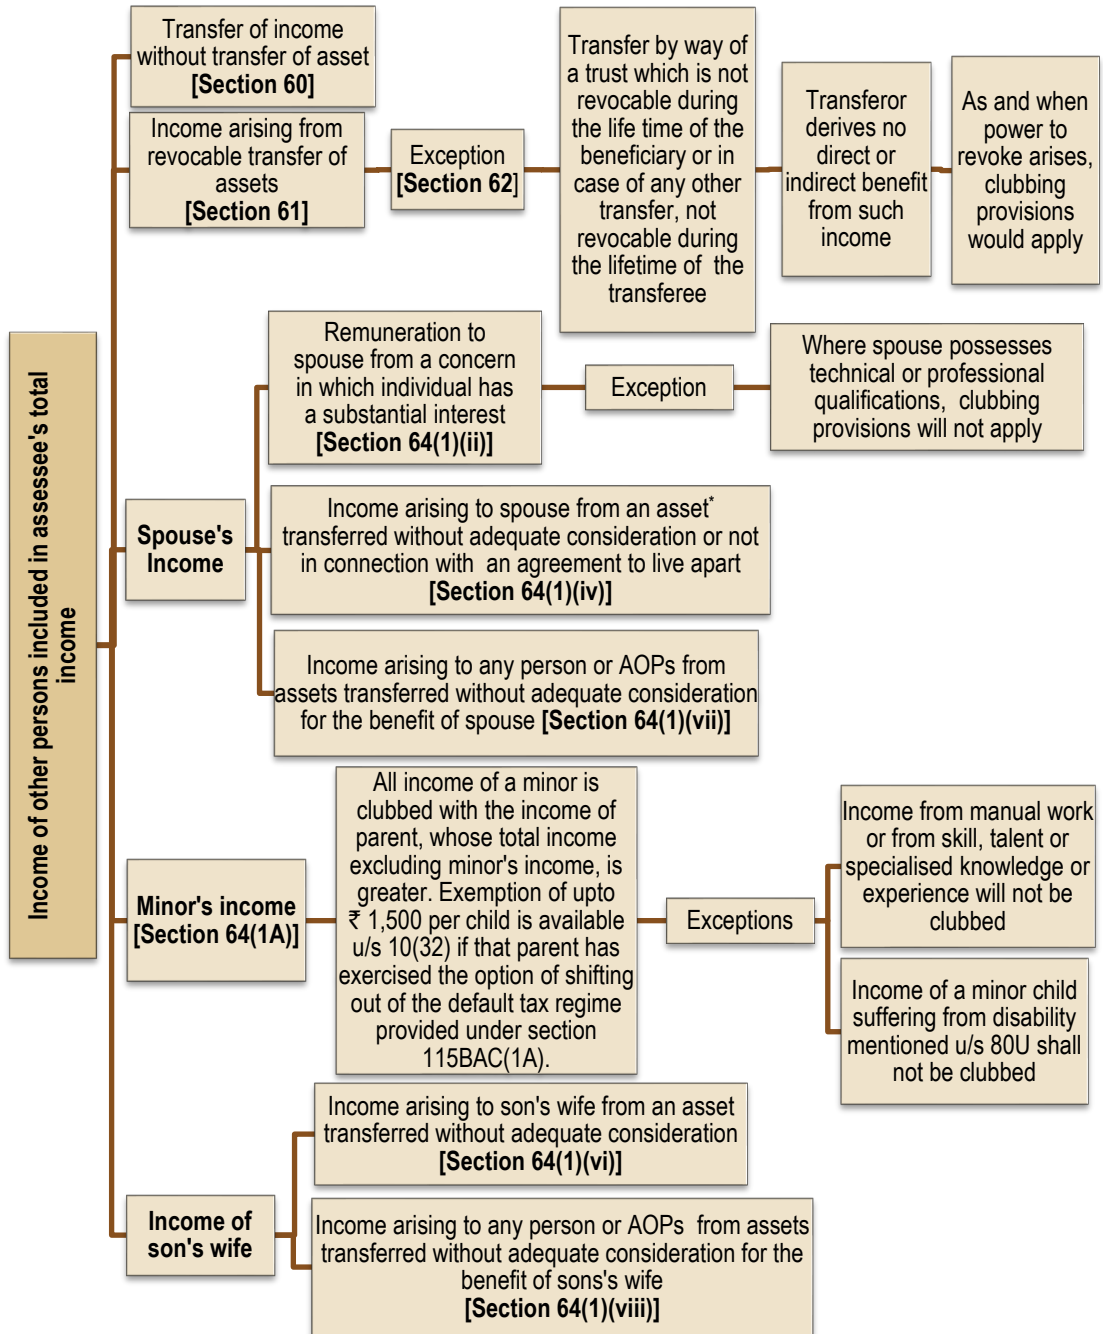 Income of other persons included in assessee's total
income
Transfer of income
without transfer of asset
[Section 60]
Income arising from
revocable transfer of
assets
[Section 61]
Exception
[Section 62]
Transfer by way of
a trust which is not
revocable during
the life time of the
beneficiary or in
case of any other
transfer, not
revocable during
the lifetime of the
transferee
Transferor
derives no
direct or
indirect benefit
from such
income
As and when
power to
revoke arises,
clubbing
provisions
would apply
Spouse's
Income
Remuneration to
spouse from a concern
in which individual has
a substantial interest
[Section 64(1)(ii)]
Exception
Where spouse possesses
technical or professional
qualifications, clubbing
provisions will not apply
Income arising to spouse from an asset*
transferred without adequate consideration or not
in connection with an agreement to live apart
[Section 64(1)(iv)]
Income arising to any person or AOPs from
assets transferred without adequate consideration
for the benefit of spouse [Section 64(1)(vii)]
Minor's income
[Section 64(1A)]
All income of a minor is
clubbed with the income of
parent, whose total income
excluding minor's income, is
greater. Exemption of upto
₹ 1,500 per child is available
u/s 10(32) if that parent has
exercised the option of shifting
out of the default tax regime
provided under section
115BAC(1A).
Exceptions
Income from manual work
or from skill, talent or
specialised knowledge or
experience will not be
clubbed
Income of a minor child
suffering from disability
mentioned u/s 80U shall
not be clubbed
Income of
son's wife
Income arising to son's wife from an asset
transferred without adequate consideration
[Section 64(1)(vi)]
Income arising to any person or AOPs from assets
transferred without adequate consideration for the
benefit of sons's wife
[Section 64(1)(viii)]